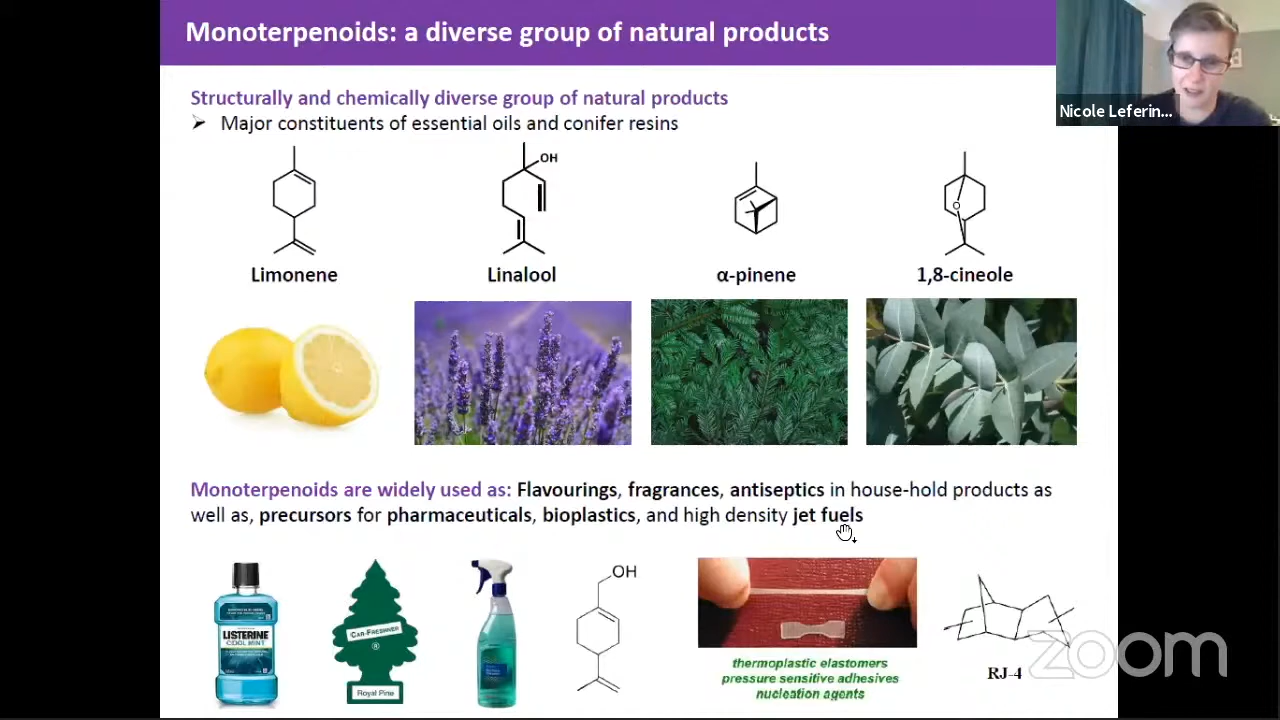 Monoterpenoids: a diverse group of natural products
Nicole Leferin...
Structurally and chemically diverse group of natural products
➤ Major constituents of essential oils and conifer resins
OH
O
Limonene
Linalool
α-pinene
1,8-cineole
Monoterpenoids are widely used as: Flavourings, fragrances, antiseptics in house-hold products as
well as, precursors for pharmaceuticals, bioplastics, and high density jet fuels
OH
LISTERINE
COOL MINT
CAR-FRESHNER
®
Royal Pine
thermoplastic elastomers
pressure sensitive adhesives
nucleation agents
RJ-4
zoom